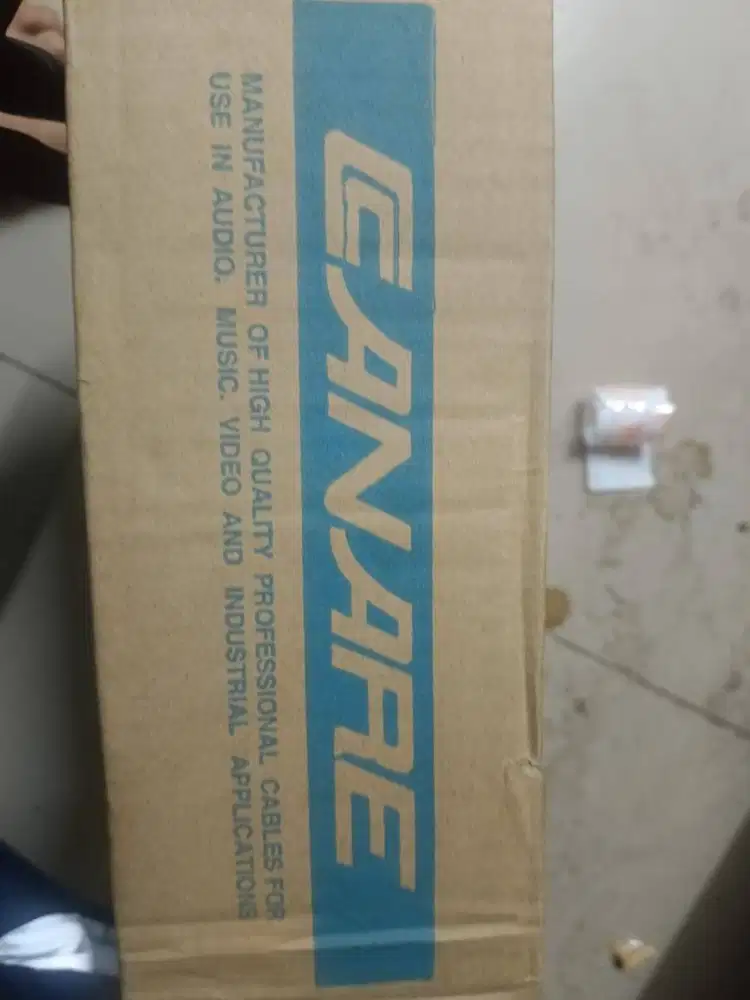 CANARE
MANUFACTURER OF HIGH QUALITY PROFESSIONAL CABLES FOR
USE IN AUDIO. MUSIC. VIDEO AND INDUSTRIAL APPLICATIONS